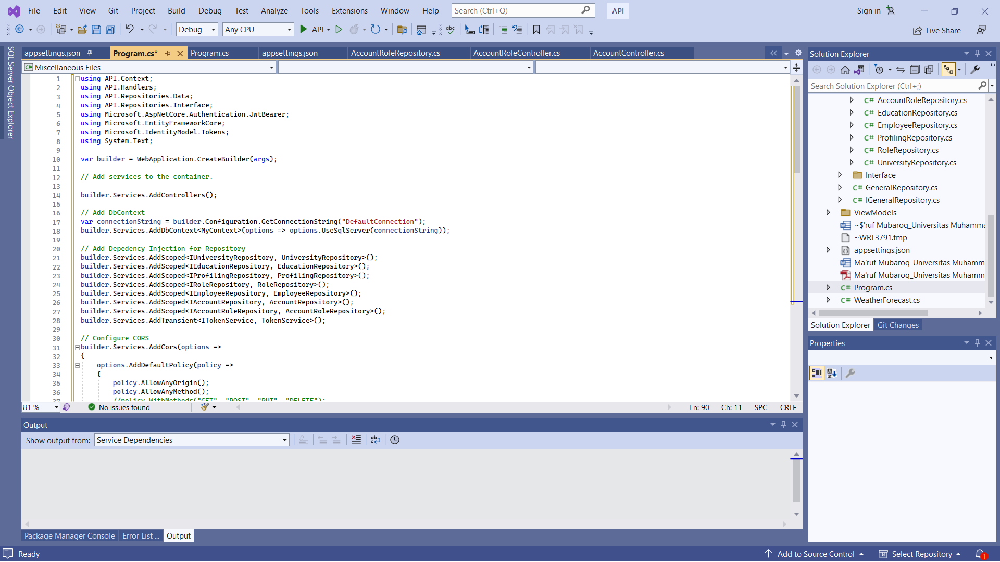 File Edit View Git Project Build Debug Test Analyze Tools Extensions Window Help Search (Ctrl+Q) API Sign in
Debug Any CPU API Live Share
SQL Server Object Explorer
appsettings.json Program.cs* Program.cs appsettings.json AccountRoleRepository.cs AccountRoleController.cs AccountController.cs
Miscellaneous Files
1 using API.Context;
2 using API.Handlers;
3 using API.Repositories.Data;
4 using API.Repositories.Interface;
5 using Microsoft.AspNetCore.Authentication.JwtBearer;
6 using Microsoft.EntityFrameworkCore;
7 using Microsoft.IdentityModel.Tokens;
8 using System.Text;
9
10 var builder = WebApplication.CreateBuilder(args);
11
12 // Add services to the container.
13
14 builder.Services.AddControllers();
15
16 // Add DbContext
17 var connectionString = builder.Configuration.GetConnectionString("DefaultConnection");
18 builder.Services.AddDbContext<MyContext>(options => options.UseSqlServer(connectionString));
19
20 // Add Depedency Injection for Repository
21 builder.Services.AddScoped<IUniversityRepository, UniversityRepository>();
22 builder.Services.AddScoped<IEducationRepository, EducationRepository>();
23 builder.Services.AddScoped<IProfilingRepository, ProfilingRepository>();
24 builder.Services.AddScoped<IRoleRepository, RoleRepository>();
25 builder.Services.AddScoped<IEmployeeRepository, EmployeeRepository>();
26 builder.Services.AddScoped<IAccountRepository, AccountRepository>();
27 builder.Services.AddScoped<IAccountRoleRepository, AccountRoleRepository>();
28 builder.Services.AddTransient<ITokenService, TokenService>();
29
30 // Configure CORS
31 builder.Services.AddCors(options =>
32 {
33 options.AddDefaultPolicy(policy =>
34 {
35 policy.AllowAnyOrigin();
36 policy.AllowAnyMethod();
37 //policy.WithMethods("GET", "POST", "PUT", "DELETE");
81 % No issues found Ln: 90 Ch: 11 SPC CRLF
Output
Show output from: Service Dependencies
Package Manager Console Error List ... Output
Solution Explorer
Search Solution Explorer (Ctrl+;)
C# AccountRoleRepository.cs
C# EducationRepository.cs
C# EmployeeRepository.cs
C# ProfilingRepository.cs
C# RoleRepository.cs
C# UniversityRepository.cs
Interface
C# GeneralRepository.cs
C# IGeneralRepository.cs
ViewModels
~$'ruf Mubaroq_Universitas Muhamma
~WRL3791.tmp
appsettings.json
Ma'ruf Mubaroq_Universitas Muhamm
Ma'ruf Mubaroq_Universitas Muhamm
C# Program.cs
C# WeatherForecast.cs
Solution Explorer Git Changes
Properties
Ready Add to Source Control Select Repository 1